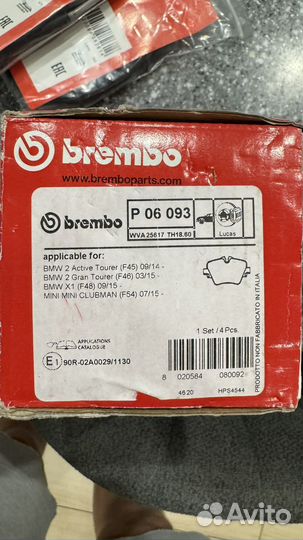 EAC
brembo
www.bremboparts.com
brembo
P 06 093
WVA 25617 TH18.60
Lucas
applicable for:
BMW 2 Active Tourer (F45) 09/14 -
BMW 2 Gran Tourer (F46) 03/15 -
BMW X1 (F48) 09/15 -
MINI MINI CLUBMAN (F54) 07/15 -
1 Set / 4 Pcs.
APPLICATIONS
CATALOGUE
E1 90R-02A0029/1130
8 020584 080092
4620 HPS4544
PRODOTTO NON FABBRICATO IN ITALIA
Avito